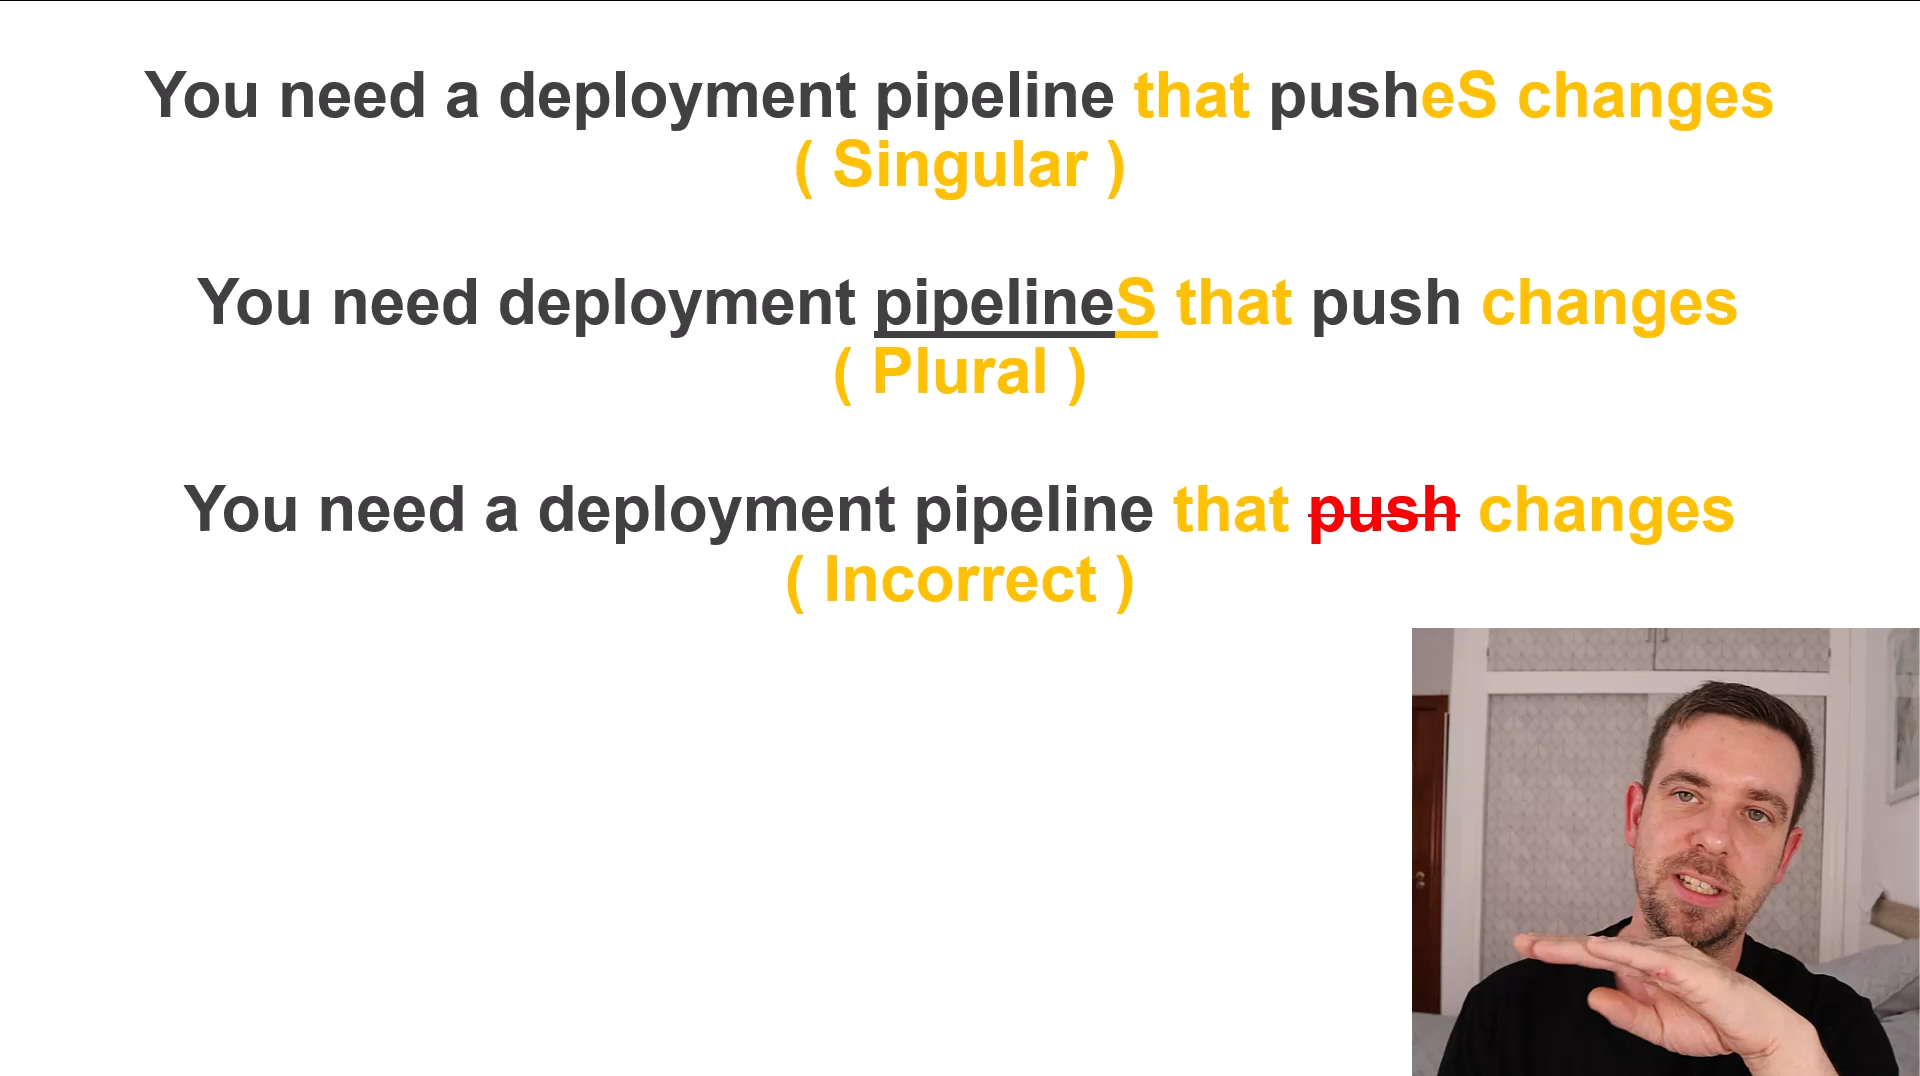 You need a deployment pipeline that pusheS changes
( Singular )
You need deployment pipelineS that push changes
( Plural )
You need a deployment pipeline that push changes
( Incorrect )